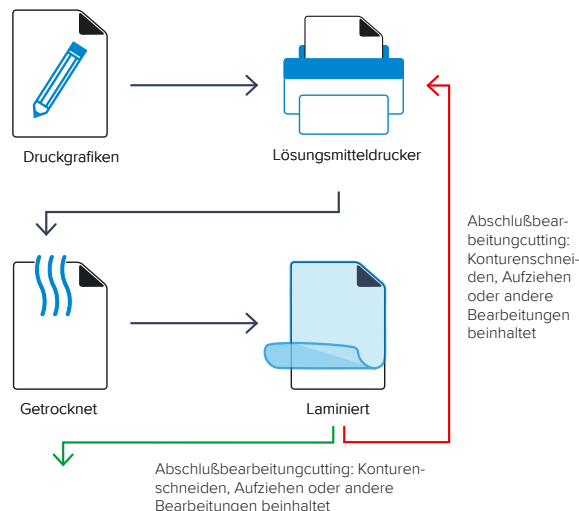 Druckgrafiken
Lösungsmitteldrucker
Abschlußbear-
beitungcutting:
Konturenschnei-
den, Aufziehen
oder andere
Bearbeitungen
beinhaltet
Getrocknet
Laminiert
Abschlußbearbeitungcutting: Konturen-
schneiden, Aufziehen oder andere
Bearbeitungen beinhaltet